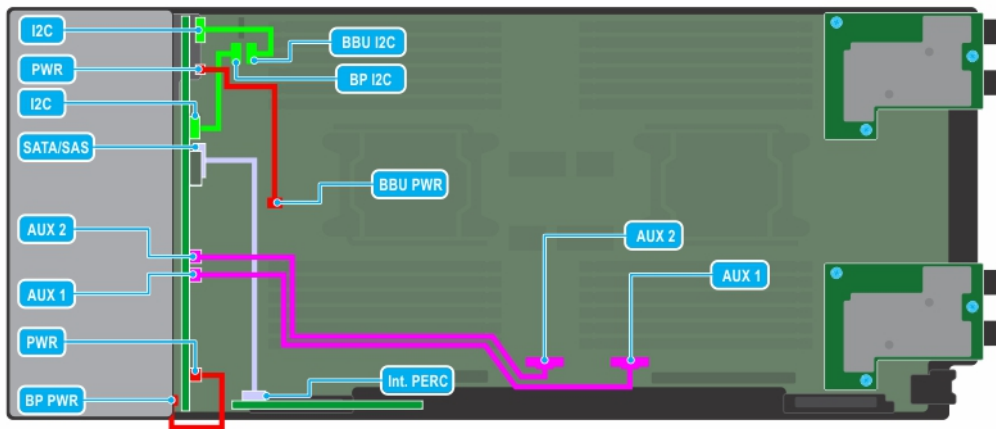 I2C
BBU I2C
PWR
BP I2C
I2C
SATA/SAS
BBU PWR
AUX 2
AUX 2
AUX 1
AUX 1
PWR
Int. PERC
BP PWR